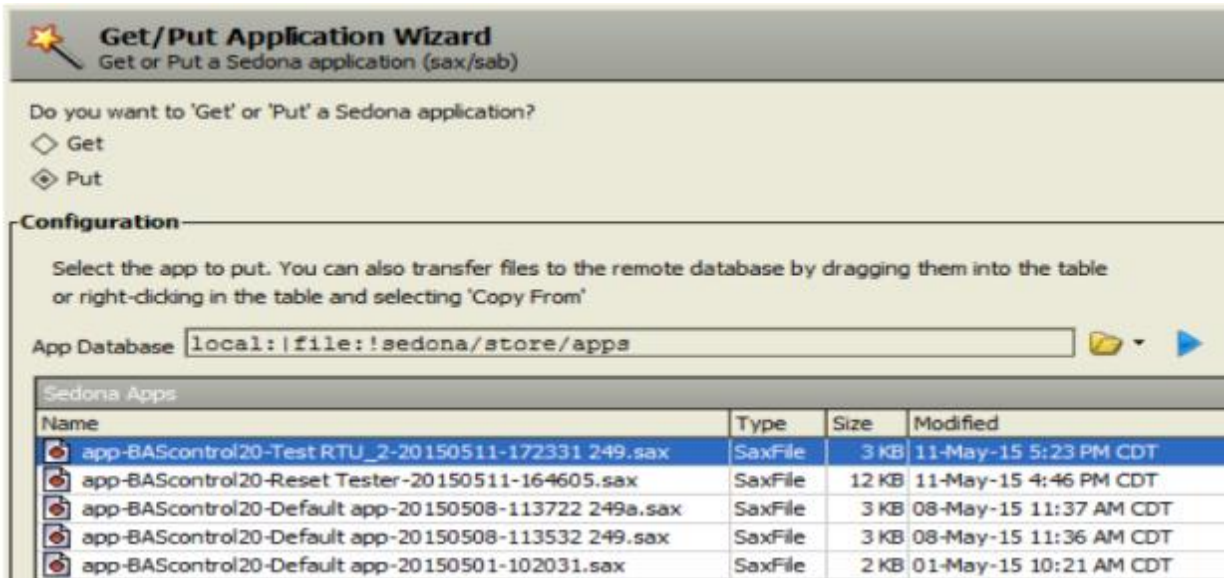 Get/Put Application Wizard
Get or Put a Sedona application (sax/sab)
Do you want to 'Get' or 'Put' a Sedona application?
Get
Put
Configuration
Select the app to put. You can also transfer files to the remote database by dragging them into the table
or right-clicking in the table and selecting 'Copy From'
App Database local:|file:!sedona/store/apps
Sedona Apps
Name Type Size Modified
app-BAScontrol20-Test RTU_2-20150511-172331 249.sax SaxFile 3 KB 11-May-15 5:23 PM CDT
app-BAScontrol20-Reset Tester-20150511-164605.sax SaxFile 12 KB 11-May-15 4:46 PM CDT
app-BAScontrol20-Default app-20150508-113722 249a.sax SaxFile 3 KB 08-May-15 11:37 AM CDT
app-BAScontrol20-Default app-20150508-113532 249.sax SaxFile 3 KB 08-May-15 11:36 AM CDT
app-BAScontrol20-Default app-20150501-102031.sax SaxFile 2 KB 01-May-15 10:21 AM CDT